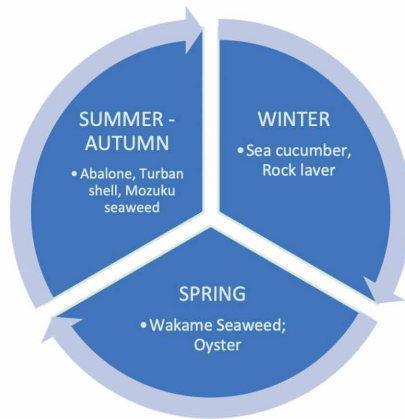 SUMMER -
AUTUMN
• Abalone, Turban
shell, Mozuku
seaweed
WINTER
• Sea cucumber,
Rock laver
SPRING
• Wakame Seaweed;
Oyster